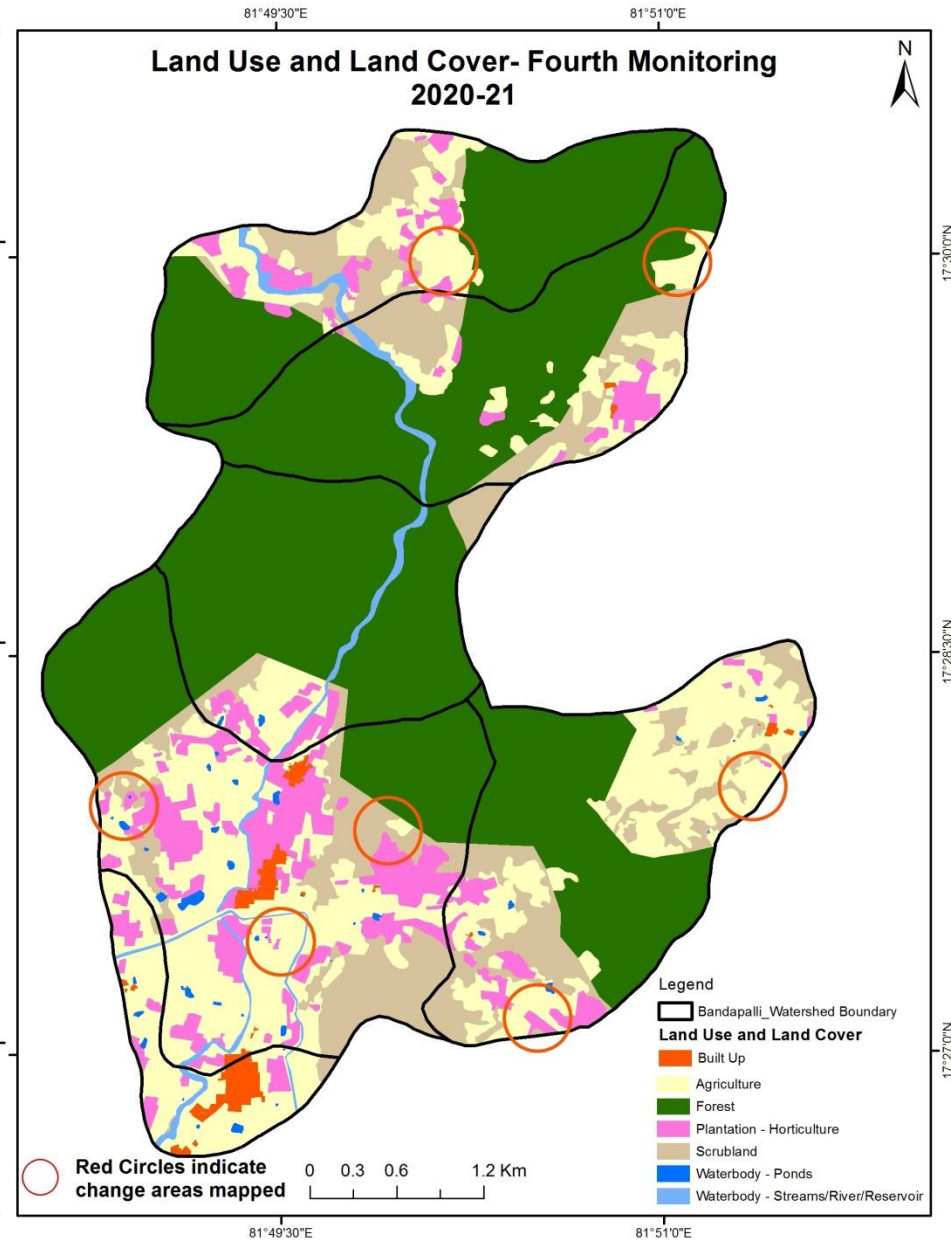 81°49'30"E
81°51'0"E
Land Use and Land Cover- Fourth Monitoring
2020-21
N
17°30'0"N
17°28'30"N
17°27'0"N
Legend
Bandapalli_Watershed Boundary
Land Use and Land Cover
Built Up
Agriculture
Forest
Plantation - Horticulture
Scrubland
Waterbody - Ponds
Waterbody - Streams/River/Reservoir
Red Circles indicate
change areas mapped
0 0.3 0.6 1.2 Km
81°49'30"E
81°51'0"E